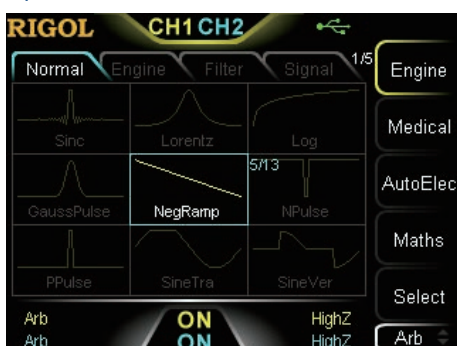 RIGOL CH1 CH2
Normal Engine Filter Signal 1/5
Engine
Sinc Lorentz Log
Medical
5/13
AutoElec
GaussPulse NegRamp NPulse
Maths
PPulse SineTra SineVer
Select
Arb ON HighZ
Arb ON HighZ
Arb